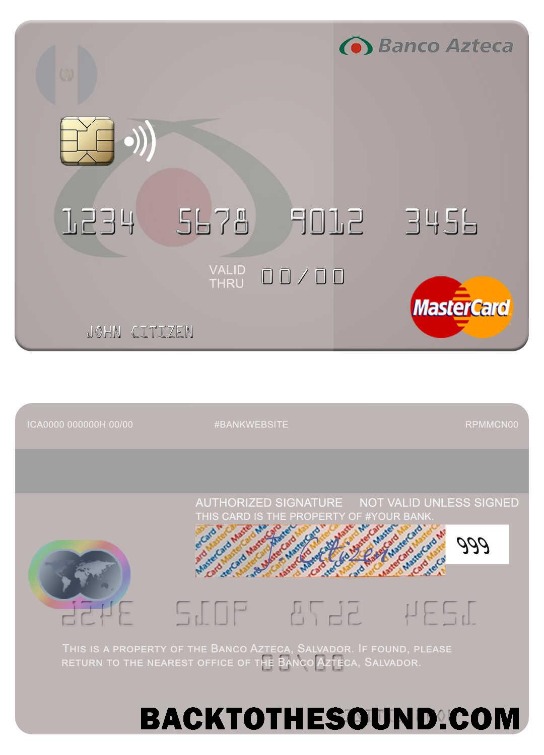 Banco Azteca
1234 5678 9012 3456
VALID THRU 00/00
MasterCard
JOHN CITIZEN
ICA0000 000000H 00/00 #BANKWEBSITE RPMMCN00
AUTHORIZED SIGNATURE NOT VALID UNLESS SIGNED
THIS CARD IS THE PROPERTY OF #YOUR BANK.
999
THIS IS A PROPERTY OF THE BANCO AZTECA, SALVADOR. IF FOUND, PLEASE
RETURN TO THE NEAREST OFFICE OF THE BANCO AZTECA, SALVADOR.
BACKTOTHESOUND.COM